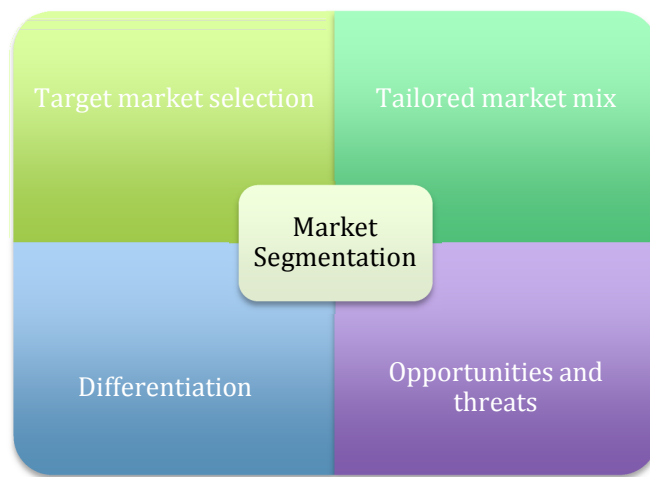 Target market selection
Tailored market mix
Market
Segmentation
Differentiation
Opportunities and
threats